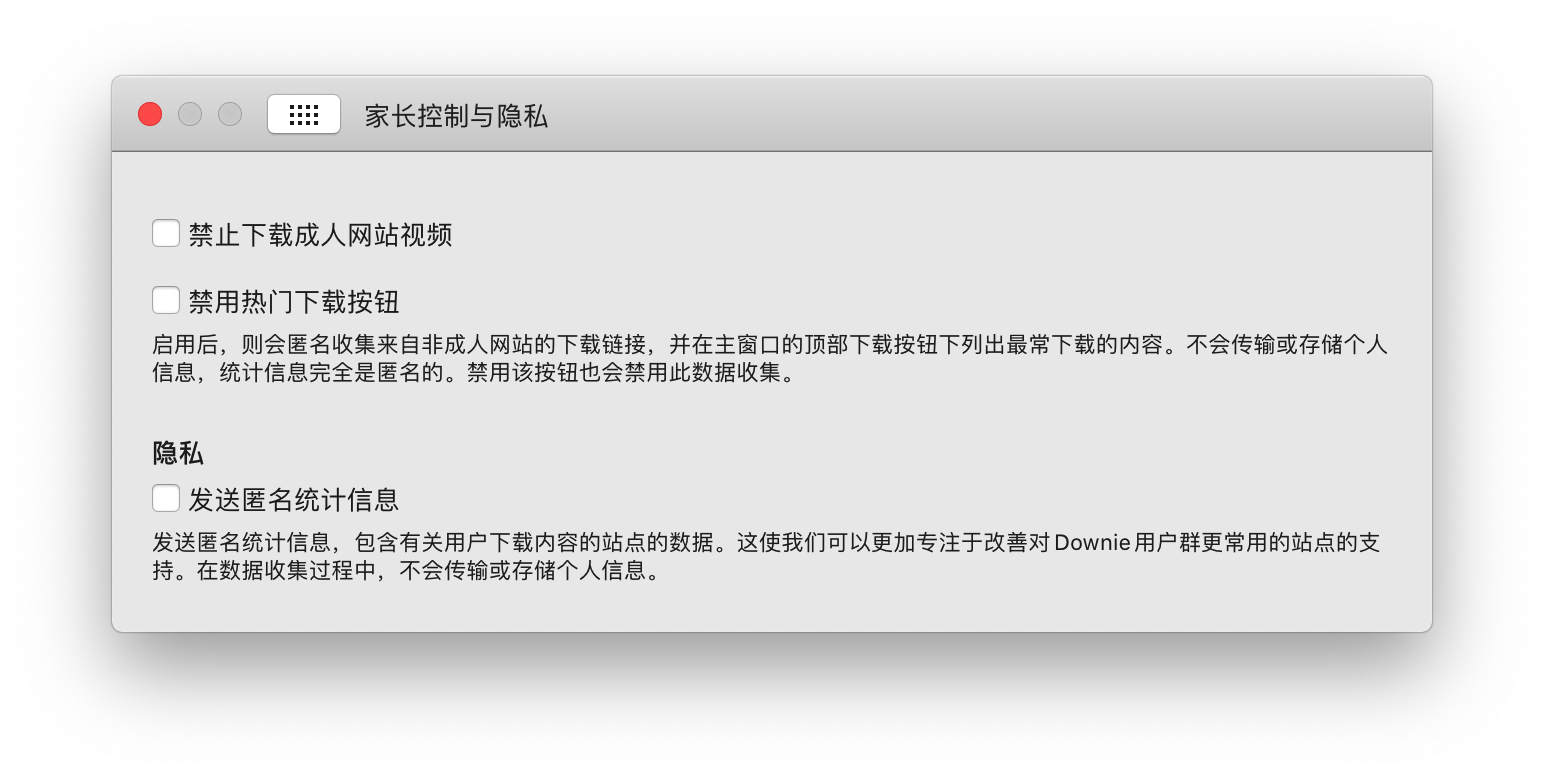 家长控制与隐私
禁止下载成人网站视频
禁用热门下载按钮
启用后，则会匿名收集来自非成人网站的下载链接，并在主窗口的顶部下载按钮下列出最常下载的内容。不会传输或存储个人
信息，统计信息完全是匿名的。禁用该按钮也会禁用此数据收集。
隐私
发送匿名统计信息
发送匿名统计信息，包含有关用户下载内容的站点的数据。这使我们可以更加专注于改善对Downie用户群更常用的站点的支
持。在数据收集过程中，不会传输或存储个人信息。